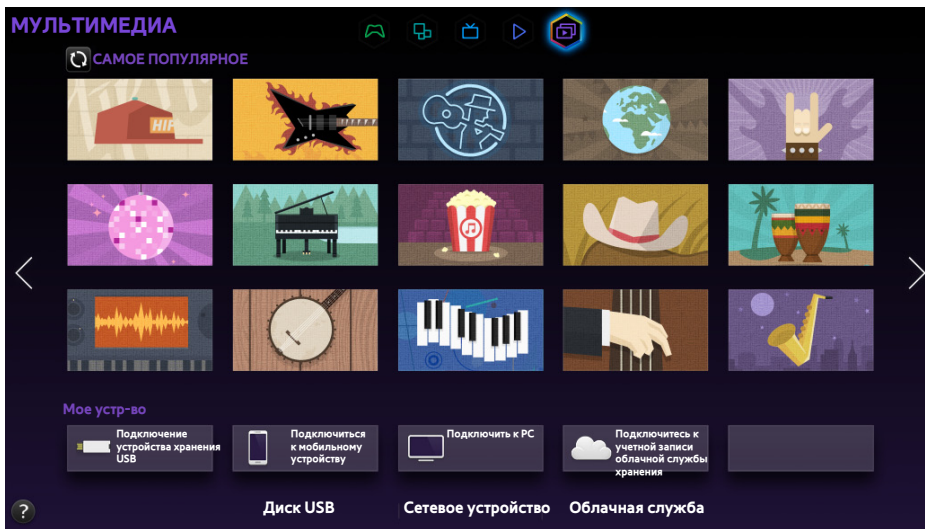 МУЛЬТИМЕДИА
САМОЕ ПОПУЛЯРНОЕ
HIP
Мое устр-во
Подключение
устройства хранения
USB
Подключиться
к мобильному
устройству
Подключить к PC
Подключитесь к
учетной записи
облачной службы
хранения
?
Диск USB
Сетевое устройство
Облачная служба